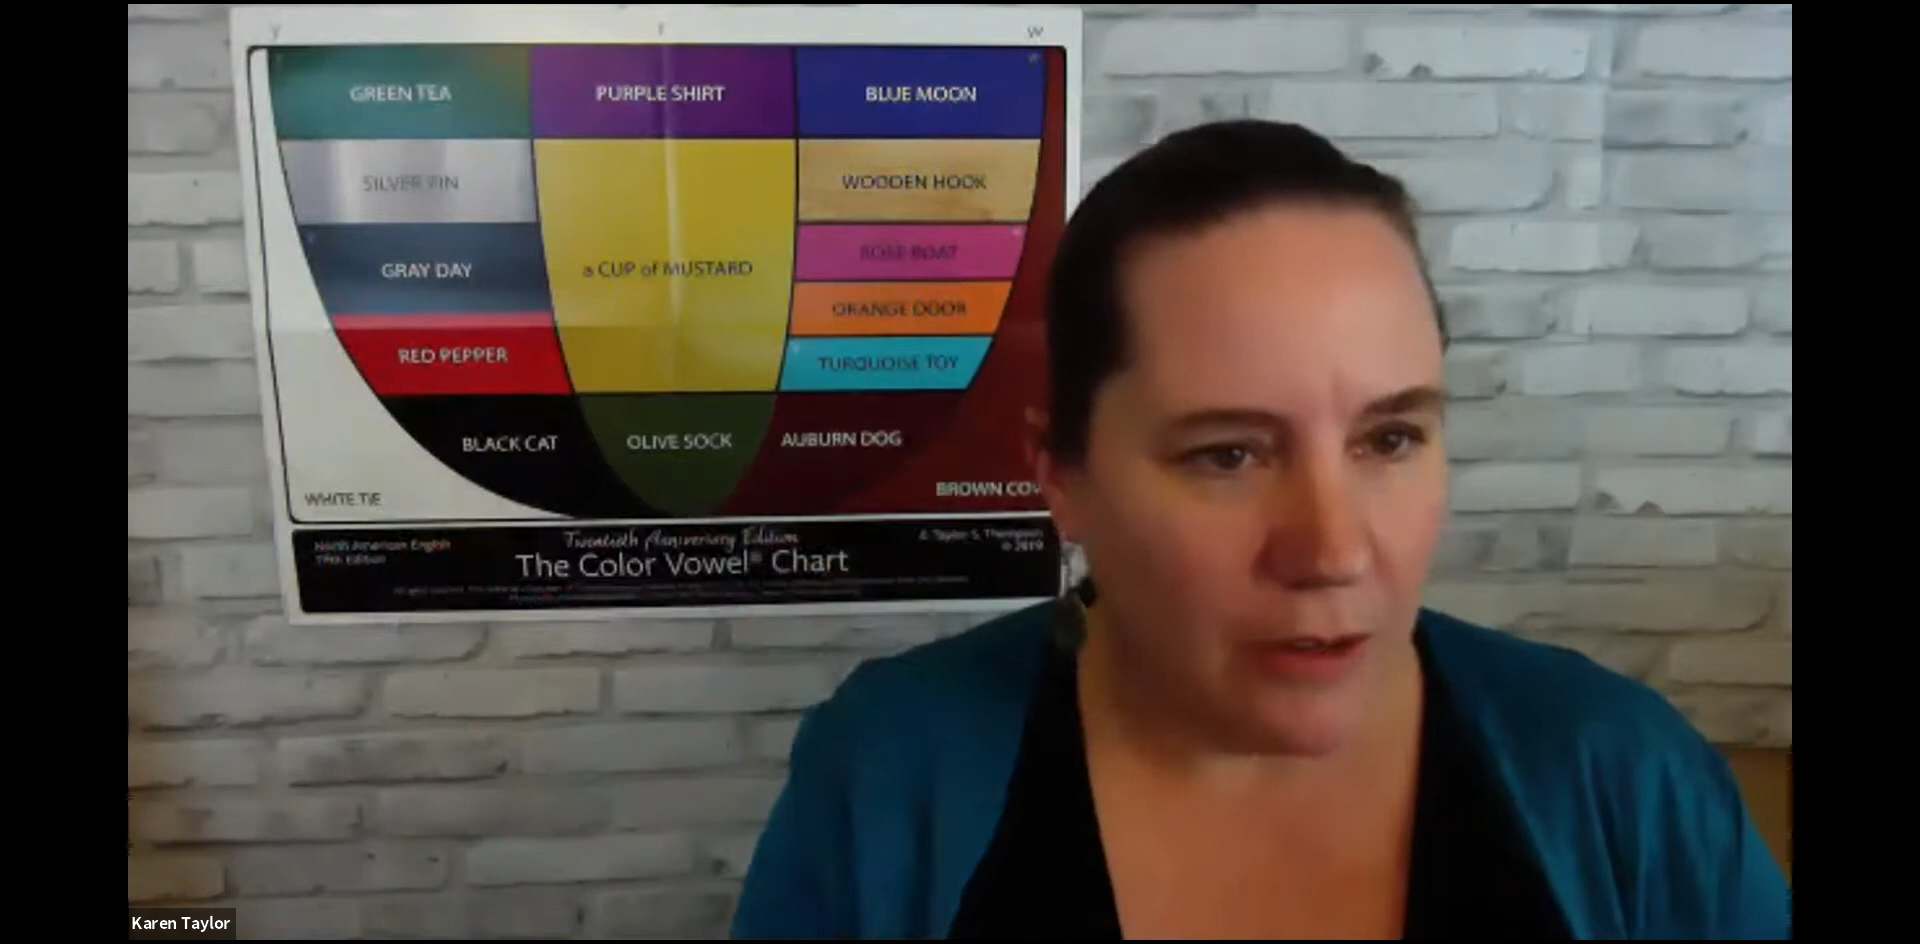 Y r W
GREEN TEA PURPLE SHIRT BLUE MOON
SILVER PIN WOODEN HOOK
ROSE BOAT
GRAY DAY a CUP of MUSTARD
ORANGE DOOR
RED PEPPER TURQUOISE TOY
BLACK CAT OLIVE SOCK AUBURN DOG
WHITE TIE BROWN COW
North American English Twentieth Anniversary Edition
The Color Vowel® Chart
© 2019
Karen Taylor